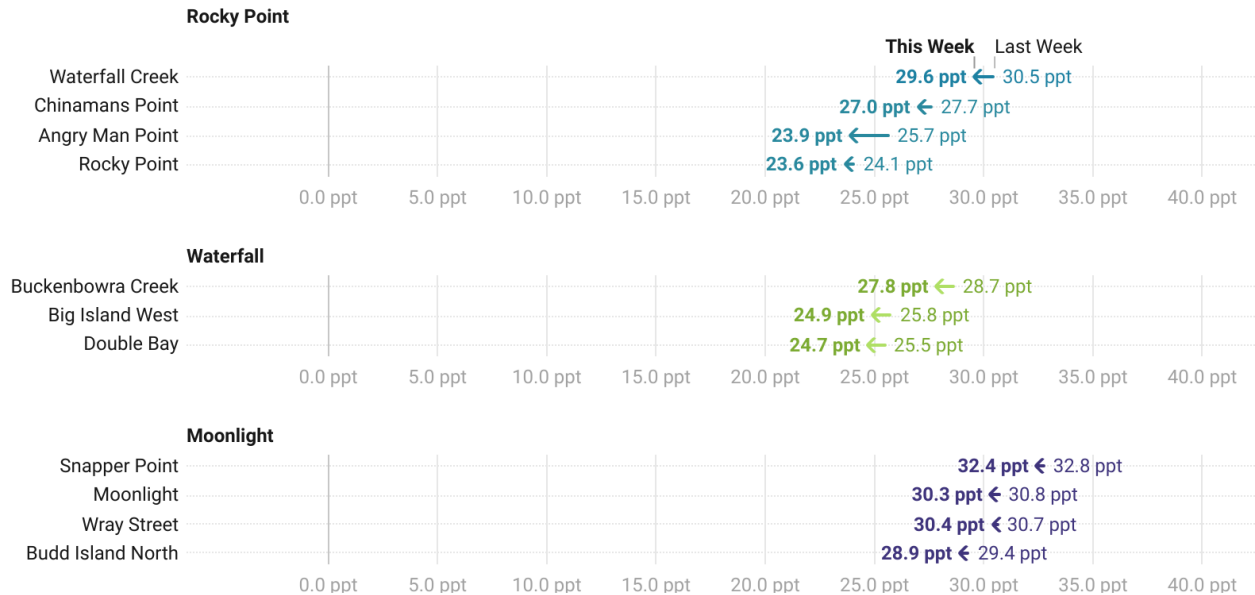 Rocky Point
This Week Last Week
Waterfall Creek 29.6 ppt 30.5 ppt
Chinamans Point 27.0 ppt 27.7 ppt
Angry Man Point 23.9 ppt 25.7 ppt
Rocky Point 23.6 ppt 24.1 ppt
0.0 ppt 5.0 ppt 10.0 ppt 15.0 ppt 20.0 ppt 25.0 ppt 30.0 ppt 35.0 ppt 40.0 ppt
Waterfall
Buckenbowra Creek 27.8 ppt 28.7 ppt
Big Island West 24.9 ppt 25.8 ppt
Double Bay 24.7 ppt 25.5 ppt
0.0 ppt 5.0 ppt 10.0 ppt 15.0 ppt 20.0 ppt 25.0 ppt 30.0 ppt 35.0 ppt 40.0 ppt
Moonlight
Snapper Point 32.4 ppt 32.8 ppt
Moonlight 30.3 ppt 30.8 ppt
Wray Street 30.4 ppt 30.7 ppt
Budd Island North 28.9 ppt 29.4 ppt
0.0 ppt 5.0 ppt 10.0 ppt 15.0 ppt 20.0 ppt 25.0 ppt 30.0 ppt 35.0 ppt 40.0 ppt